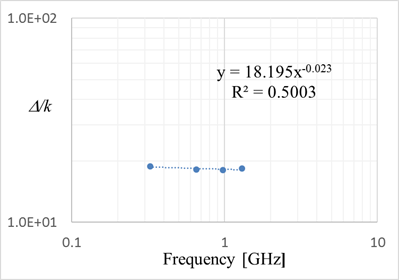 1.0E+02
y = 18.195x^-0.023
R² = 0.5003
Δ/k
1.0E+01
0.1 1 10
Frequency [GHz]